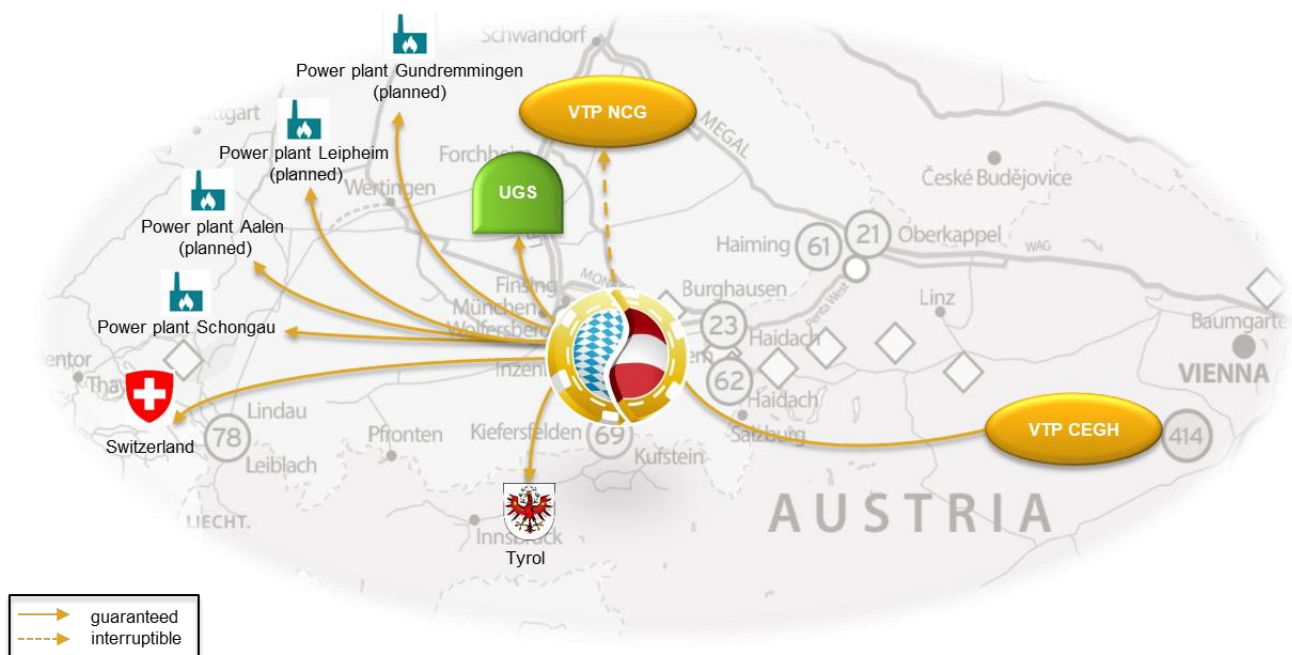 Schwandorf
Power plant Gundremmingen
(planned)
VTP NCG
MEGAL
Power plant Leipheim
(planned)
Forchheim
České Budějovice
Wertingen
UGS
Power plant Aalen
(planned)
Haiming
61
21
Oberkappel
WAG
Finsing
Burghausen
München
Linz
Wolfersberg
Penta West
23
Haidach
Baumgarten
Power plant Schongau
VIENNA
62
Haidach
Lindau
Switzerland
78
Leiblach
Pfronten
Kiefersfelden
69
Kufstein
Salzburg
VTP CEGH
414
AUSTRIA
LIECHT.
Innsbruck
Tyrol
guaranteed
interruptible